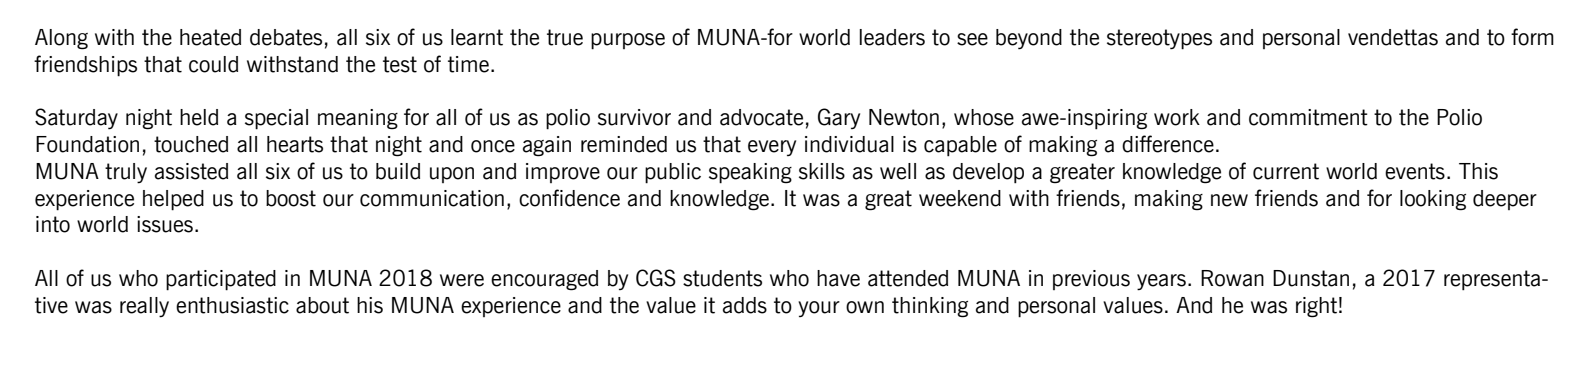 Along with the heated debates, all six of us learnt the true purpose of MUNA-for world leaders to see beyond the stereotypes and personal vendettas and to form
friendships that could withstand the test of time.
Saturday night held a special meaning for all of us as polio survivor and advocate, Gary Newton, whose awe-inspiring work and commitment to the Polio
Foundation, touched all hearts that night and once again reminded us that every individual is capable of making a difference.
MUNA truly assisted all six of us to build upon and improve our public speaking skills as well as develop a greater knowledge of current world events. This
experience helped us to boost our communication, confidence and knowledge. It was a great weekend with friends, making new friends and for looking deeper
into world issues.
All of us who participated in MUNA 2018 were encouraged by CGS students who have attended MUNA in previous years. Rowan Dunstan, a 2017 representa-
tive was really enthusiastic about his MUNA experience and the value it adds to your own thinking and personal values. And he was right!